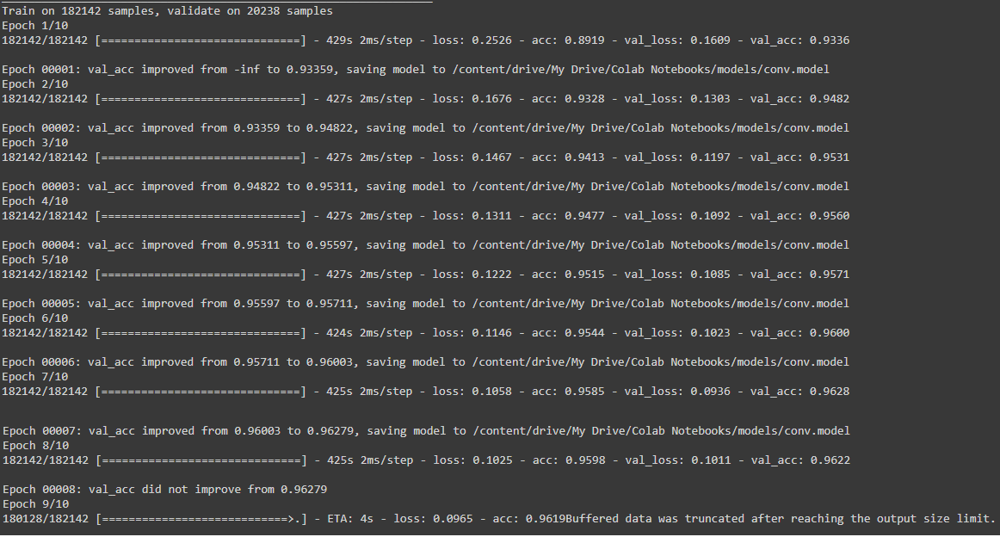 Train on 182142 samples, validate on 20238 samples
Epoch 1/10
182142/182142 [==============================] - 429s 2ms/step - loss: 0.2526 - acc: 0.8919 - val_loss: 0.1609 - val_acc: 0.9336
Epoch 00001: val_acc improved from -inf to 0.93359, saving model to /content/drive/My Drive/Colab Notebooks/models/conv.model
Epoch 2/10
182142/182142 [==============================] - 427s 2ms/step - loss: 0.1676 - acc: 0.9328 - val_loss: 0.1303 - val_acc: 0.9482
Epoch 00002: val_acc improved from 0.93359 to 0.94822, saving model to /content/drive/My Drive/Colab Notebooks/models/conv.model
Epoch 3/10
182142/182142 [==============================] - 427s 2ms/step - loss: 0.1467 - acc: 0.9413 - val_loss: 0.1197 - val_acc: 0.9531
Epoch 00003: val_acc improved from 0.94822 to 0.95311, saving model to /content/drive/My Drive/Colab Notebooks/models/conv.model
Epoch 4/10
182142/182142 [==============================] - 427s 2ms/step - loss: 0.1311 - acc: 0.9477 - val_loss: 0.1092 - val_acc: 0.9560
Epoch 00004: val_acc improved from 0.95311 to 0.95597, saving model to /content/drive/My Drive/Colab Notebooks/models/conv.model
Epoch 5/10
182142/182142 [==============================] - 427s 2ms/step - loss: 0.1222 - acc: 0.9515 - val_loss: 0.1085 - val_acc: 0.9571
Epoch 00005: val_acc improved from 0.95597 to 0.95711, saving model to /content/drive/My Drive/Colab Notebooks/models/conv.model
Epoch 6/10
182142/182142 [==============================] - 424s 2ms/step - loss: 0.1146 - acc: 0.9544 - val_loss: 0.1023 - val_acc: 0.9600
Epoch 00006: val_acc improved from 0.95711 to 0.96003, saving model to /content/drive/My Drive/Colab Notebooks/models/conv.model
Epoch 7/10
182142/182142 [==============================] - 425s 2ms/step - loss: 0.1058 - acc: 0.9585 - val_loss: 0.0936 - val_acc: 0.9628
Epoch 00007: val_acc improved from 0.96003 to 0.96279, saving model to /content/drive/My Drive/Colab Notebooks/models/conv.model
Epoch 8/10
182142/182142 [==============================] - 425s 2ms/step - loss: 0.1025 - acc: 0.9598 - val_loss: 0.1011 - val_acc: 0.9622
Epoch 00008: val_acc did not improve from 0.96279
Epoch 9/10
180128/182142 [============================>.] - ETA: 4s - loss: 0.0965 - acc: 0.9619Buffered data was truncated after reaching the output size limit.